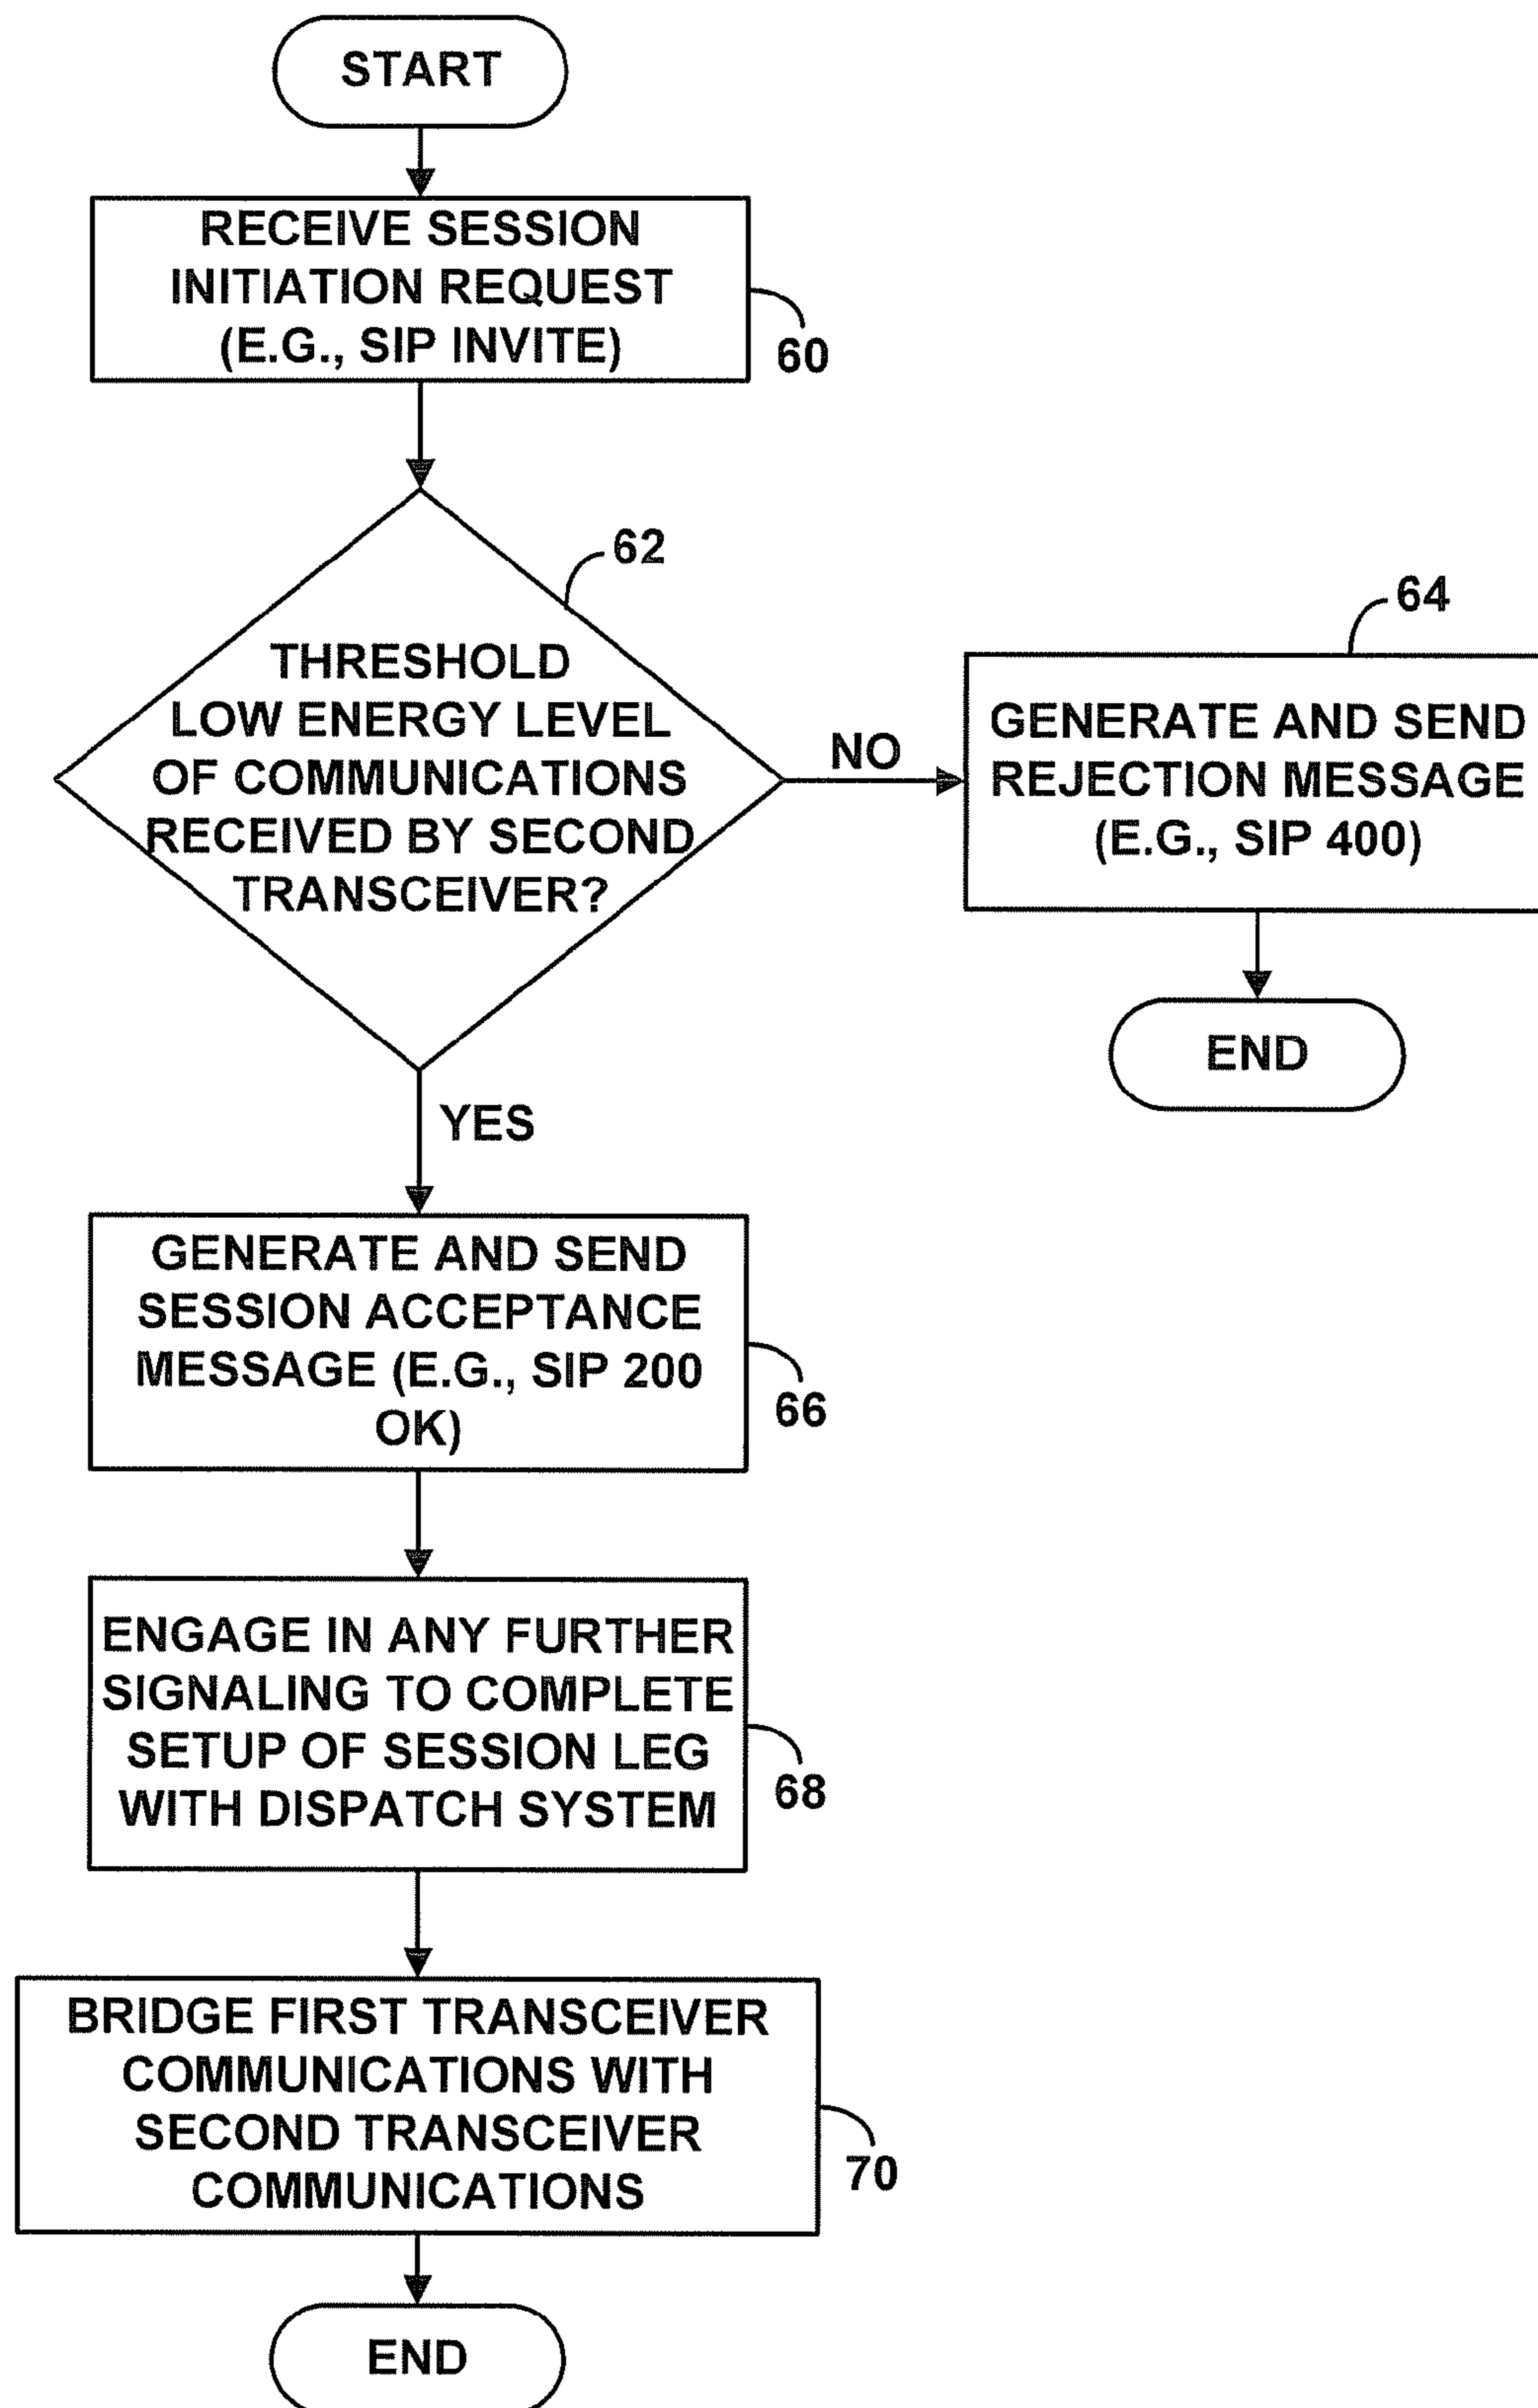 START
RECEIVE SESSION
INITIATION REQUEST
(E.G., SIP INVITE)
60
62
THRESHOLD
LOW ENERGY LEVEL
OF COMMUNICATIONS
RECEIVED BY SECOND
TRANSCEIVER?
NO
64
GENERATE AND SEND
REJECTION MESSAGE
(E.G., SIP 400)
END
YES
GENERATE AND SEND
SESSION ACCEPTANCE
MESSAGE (E.G., SIP 200
OK)
66
ENGAGE IN ANY FURTHER
SIGNALING TO COMPLETE
SETUP OF SESSION LEG
WITH DISPATCH SYSTEM
68
BRIDGE FIRST TRANSCEIVER
COMMUNICATIONS WITH
SECOND TRANSCEIVER
COMMUNICATIONS
70
END